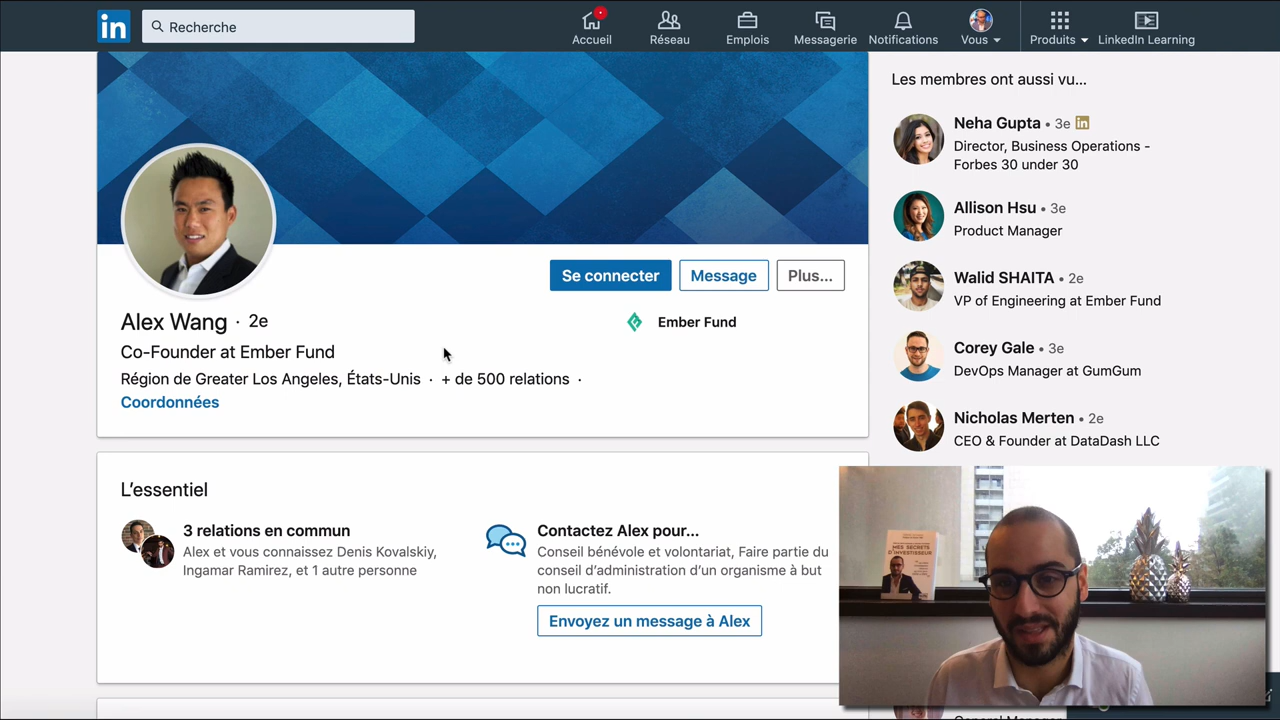 in
Recherche
Accueil
Réseau
Emplois
Messagerie
Notifications
Vous
Produits
LinkedIn Learning
Se connecter
Message
Plus...
Alex Wang · 2e
Ember Fund
Co-Founder at Ember Fund
Région de Greater Los Angeles, États-Unis · + de 500 relations ·
Coordonnées
L’essentiel
3 relations en commun
Alex et vous connaissez Denis Kovalskiy,
Ingamar Ramirez, et 1 autre personne
Contactez Alex pour...
Conseil bénévole et volontariat, Faire partie du
conseil d’administration d’un organisme à but
non lucratif.
Envoyez un message à Alex
Les membres ont aussi vu...
Neha Gupta • 3e in
Director, Business Operations -
Forbes 30 under 30
Allison Hsu • 3e
Product Manager
Walid SHAITA • 2e
VP of Engineering at Ember Fund
Corey Gale • 3e
DevOps Manager at GumGum
Nicholas Merten • 2e
CEO & Founder at DataDash LLC
MES SECRETS
D'INVESTISSEUR
General Manager